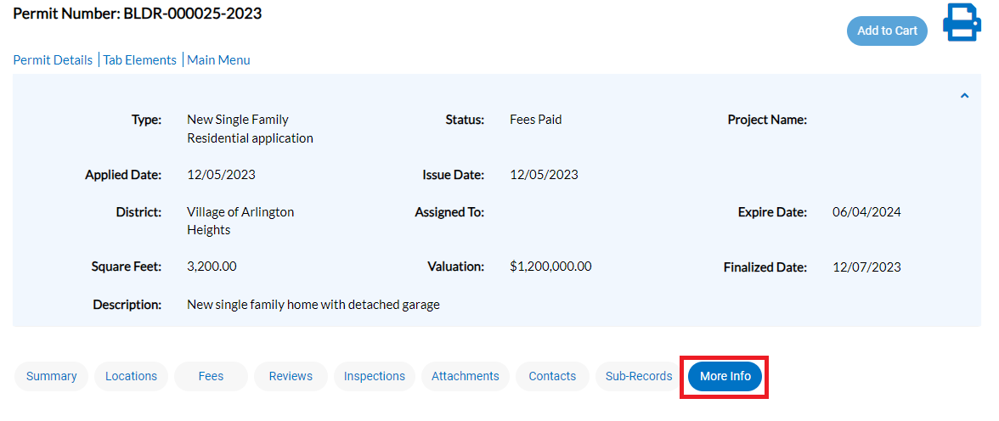 Permit Number: BLDR-000025-2023
Add to Cart
Permit Details | Tab Elements | Main Menu
Type: New Single Family Residential application Status: Fees Paid Project Name:
Applied Date: 12/05/2023 Issue Date: 12/05/2023
District: Village of Arlington Heights Assigned To: Expire Date: 06/04/2024
Square Feet: 3,200.00 Valuation: $1,200,000.00 Finalized Date: 12/07/2023
Description: New single family home with detached garage
Summary Locations Fees Reviews Inspections Attachments Contacts Sub-Records More Info